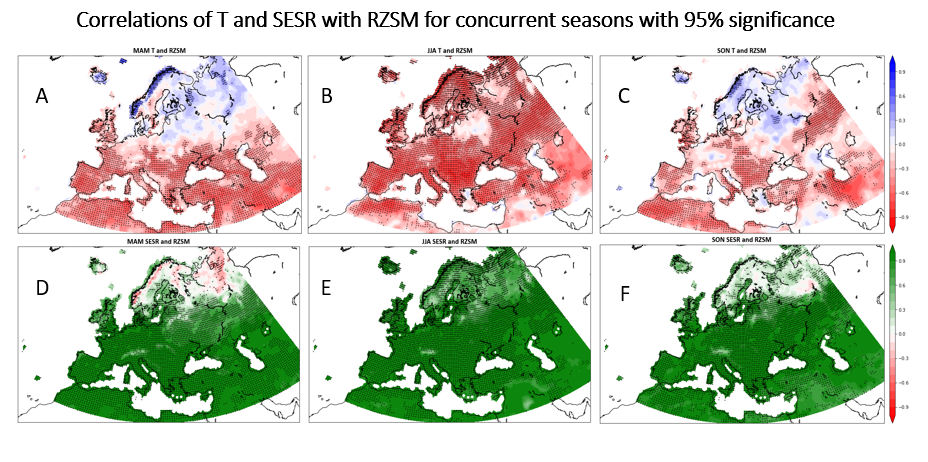 Correlations of T and SESR with RZSM for concurrent seasons with 95% significance
MAM T and RZSM
JJA T and RZSM
SON T and RZSM
A
B
C
0.9
0.6
0.3
0.0
−0.3
−0.6
−0.9
MAM SESR and RZSM
JJA SESR and RZSM
SON SESR and RZSM
D
E
F
0.9
0.6
0.3
0.0
−0.3
−0.6
−0.9